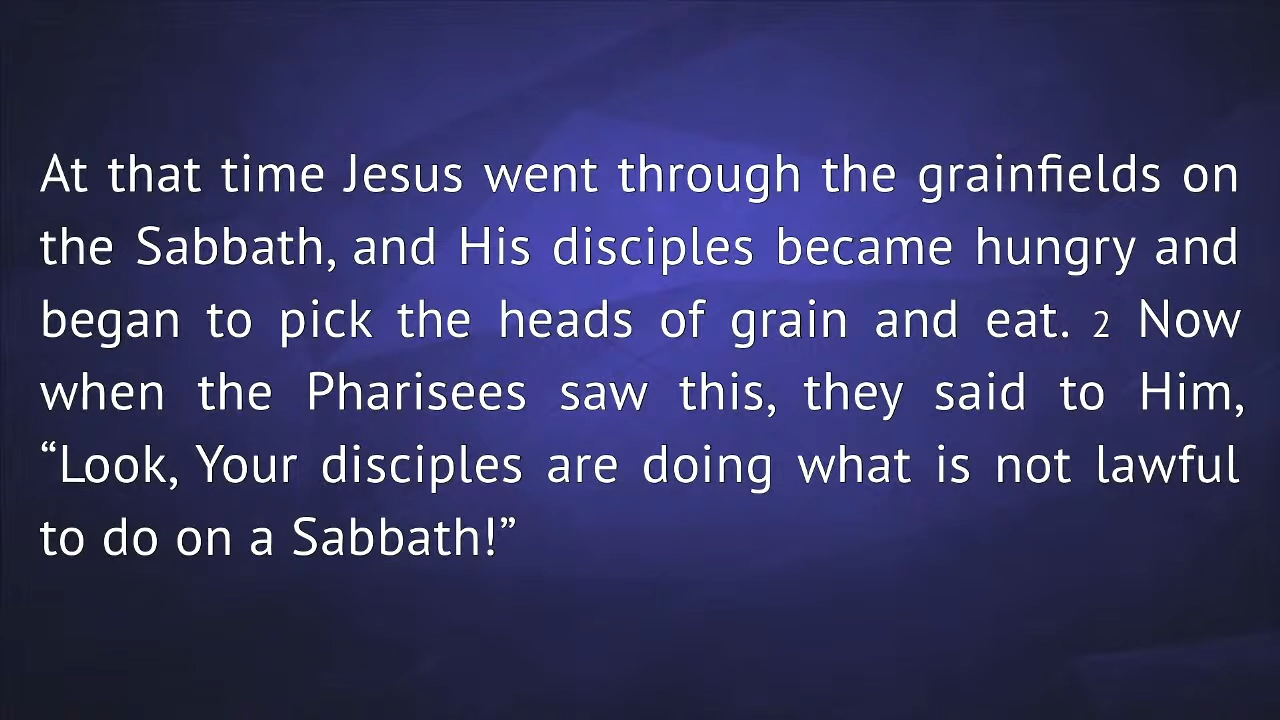 At that time Jesus went through the grainfields on
the Sabbath, and His disciples became hungry and
began to pick the heads of grain and eat. 2 Now
when the Pharisees saw this, they said to Him,
“Look, Your disciples are doing what is not lawful
to do on a Sabbath!”